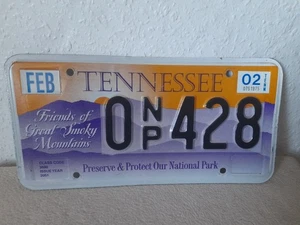 FEB
TENNESSEE
02
Friends of
Great Smoky
Mountains
0 NP 428
Preserve & Protect Our National Park